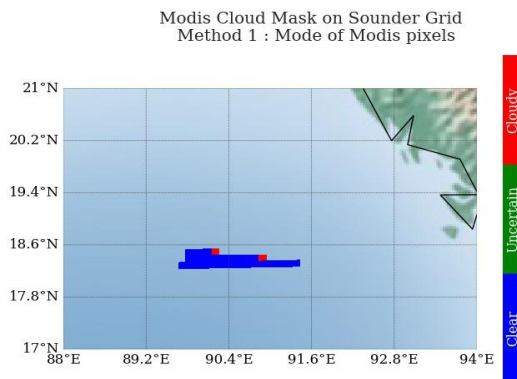 Modis Cloud Mask on Sounder Grid
Method 1 : Mode of Modis pixels
21°N
20.2°N
19.4°N
18.6°N
17.8°N
17°N
88°E
89.2°E
90.4°E
91.6°E
92.8°E
94°E
Cloudy
Uncertain
Clear